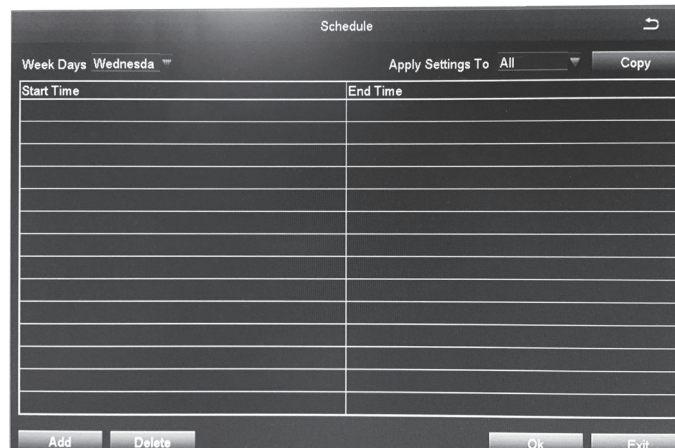 Schedule
Week Days Wednesda Apply Settings To All Copy
Start Time End Time
Add Delete Ok Exit